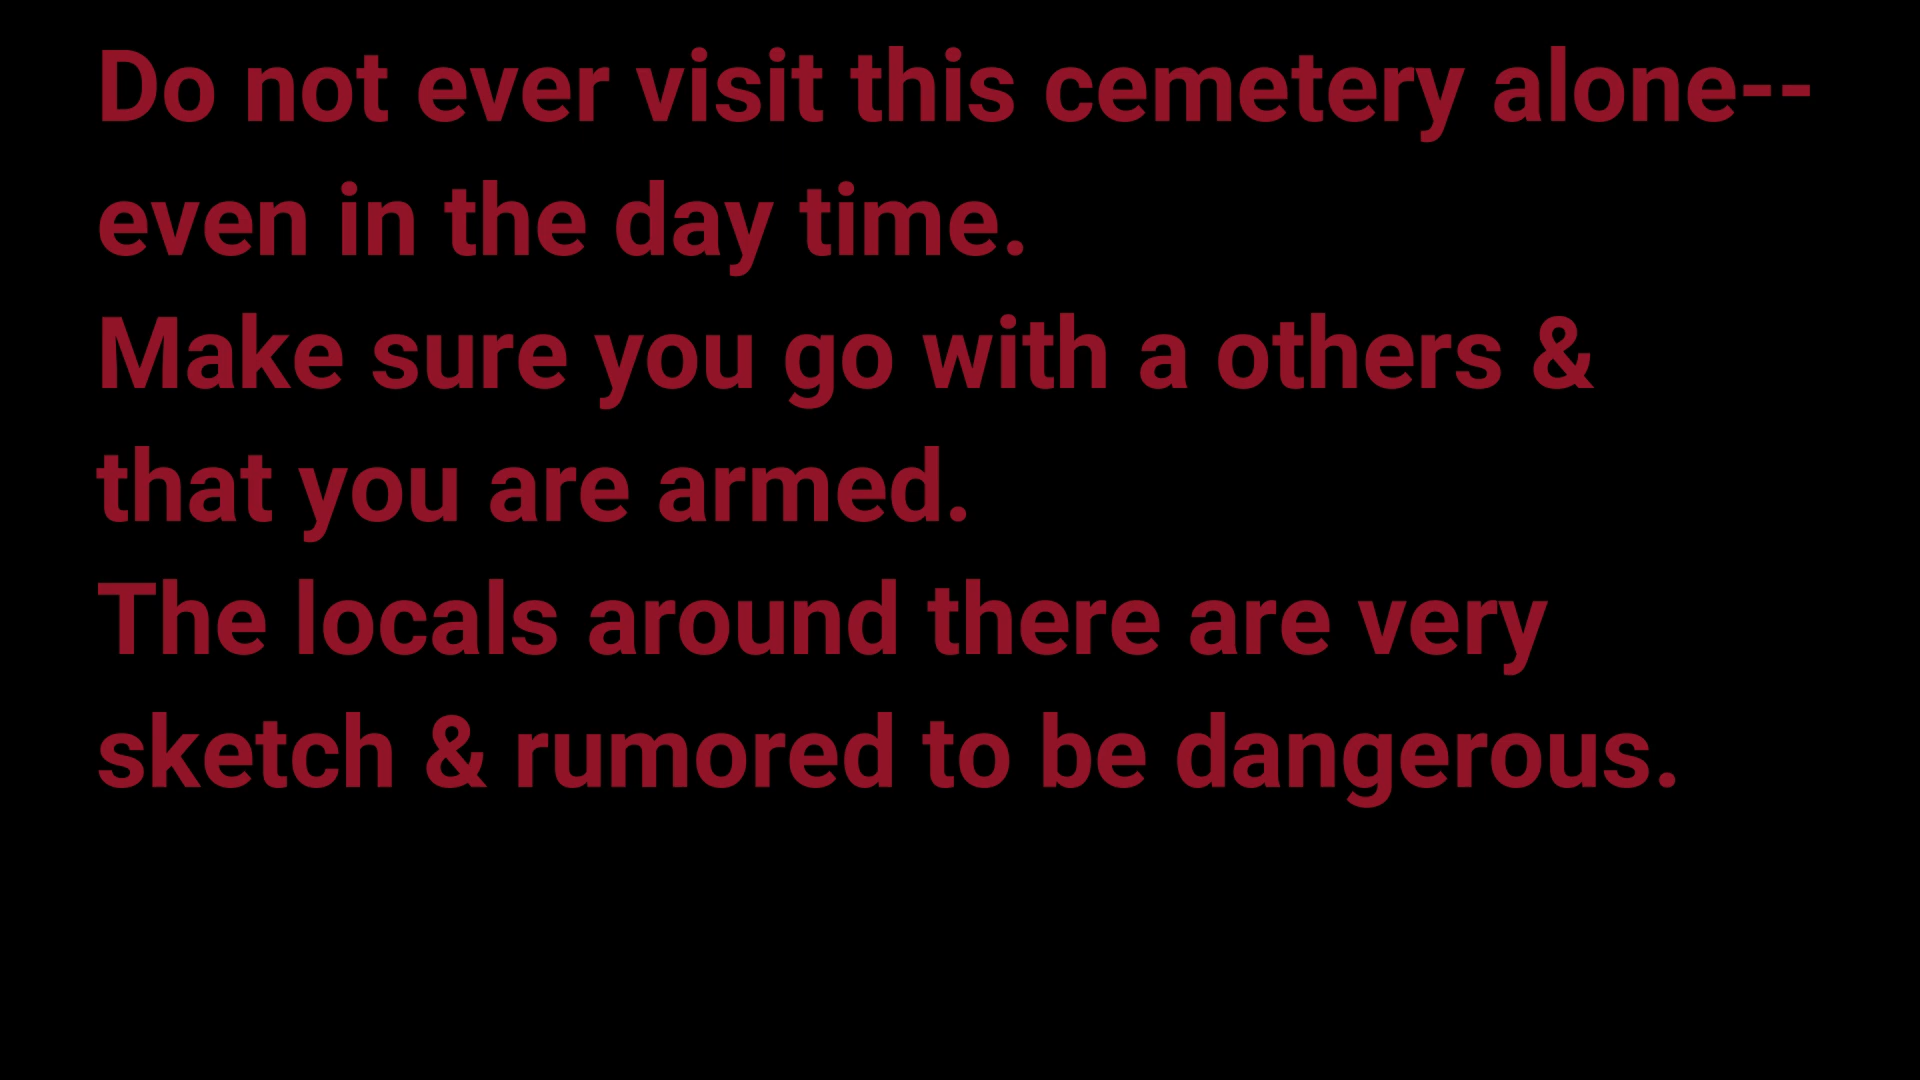 Do not ever visit this cemetery alone--
even in the day time.
Make sure you go with a others &
that you are armed.
The locals around there are very
sketch & rumored to be dangerous.